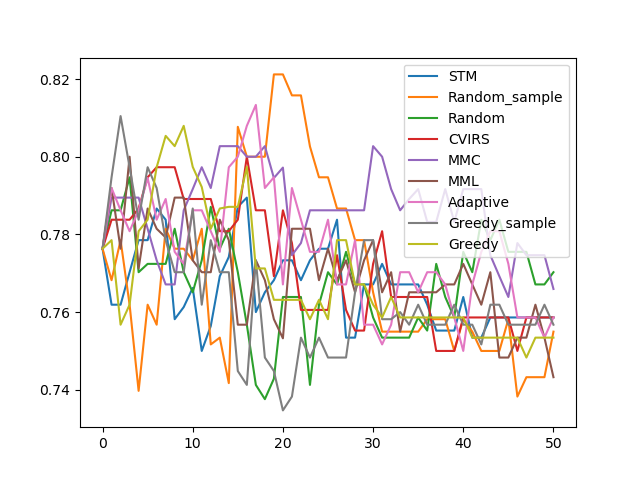 0.82
0.80
0.78
0.76
0.74
0
10
20
30
40
50
STM
Random_sample
Random
CVIRS
MMC
MML
Adaptive
Greedy_sample
Greedy